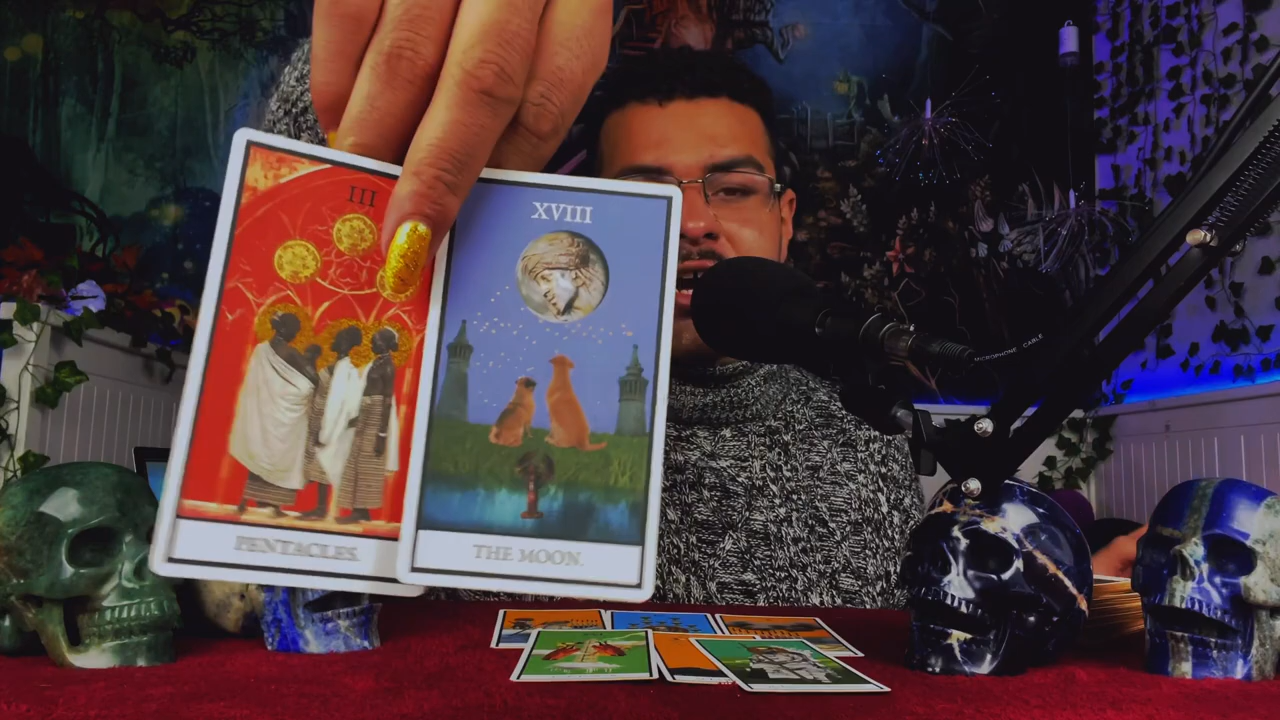 III
PENTACLES.
XVIII
THE MOON.
MICROPHONE CABLE